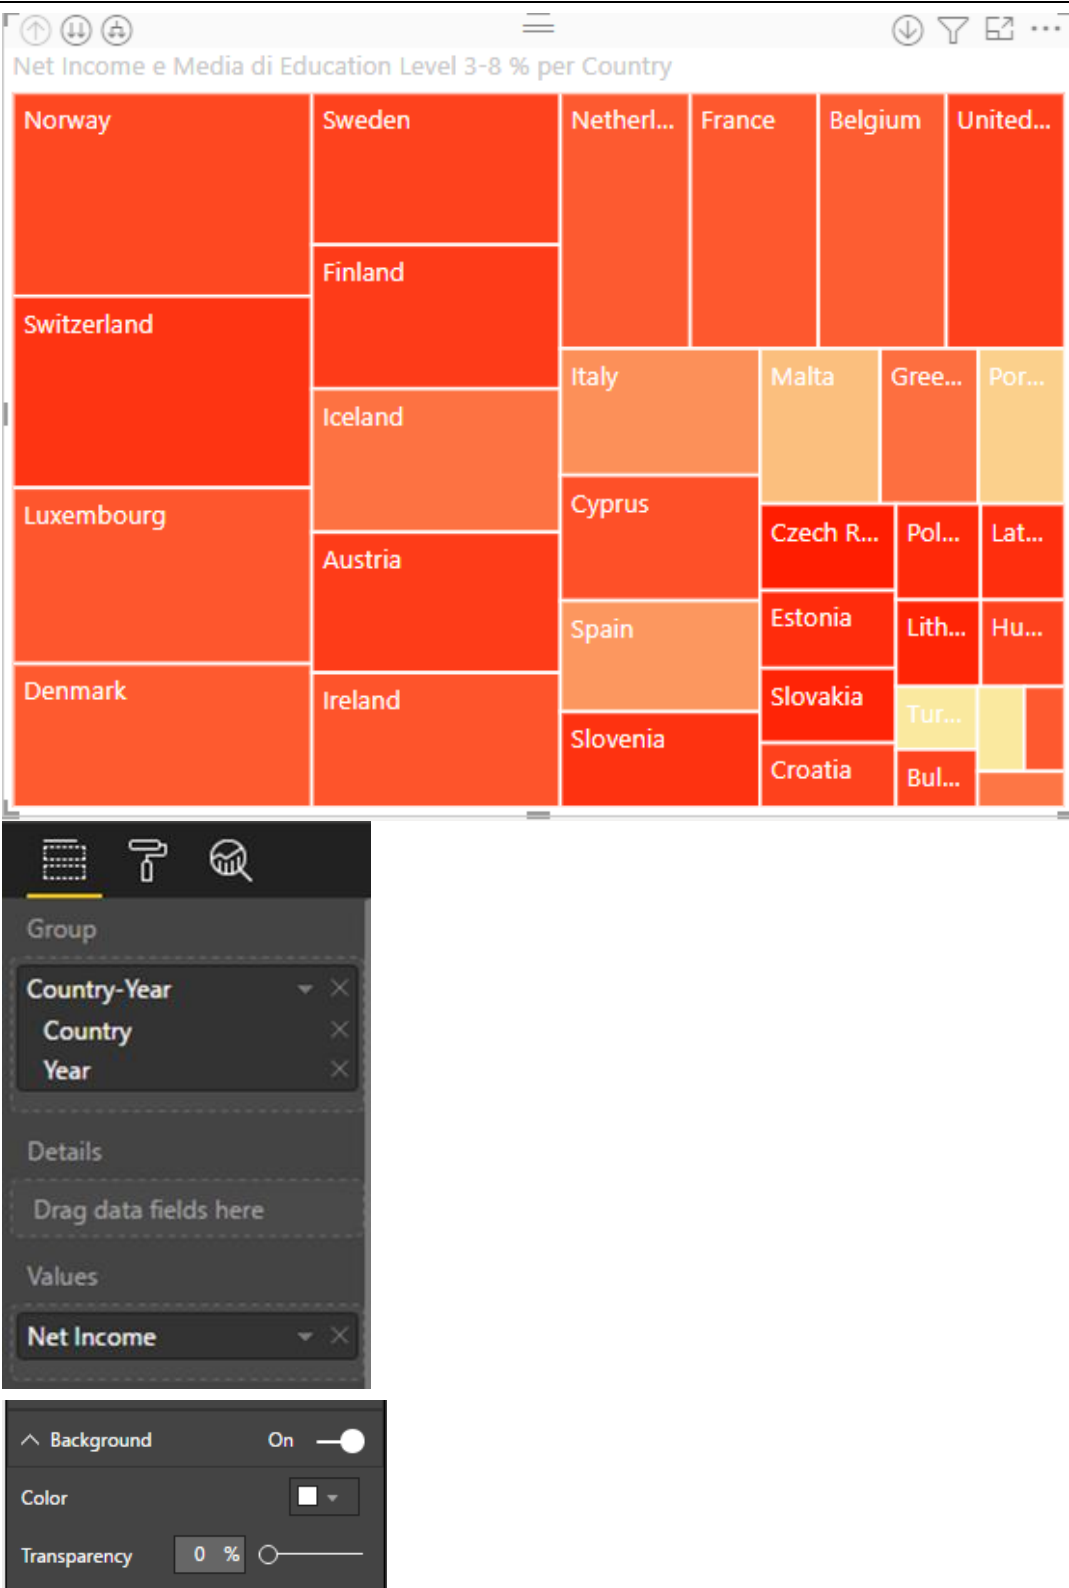 Net Income e Media di Education Level 3-8 % per Country
Norway
Sweden
Netherl...
France
Belgium
United...
Finland
Switzerland
Italy
Malta
Gree...
Por...
Iceland
Cyprus
Luxembourg
Czech R...
Pol...
Lat...
Austria
Estonia
Spain
Lith...
Hu...
Denmark
Ireland
Slovakia
Tur...
Slovenia
Croatia
Bul...
Group
Country-Year
Country
Year
Details
Drag data fields here
Values
Net Income
Background On
Color
Transparency 0 %